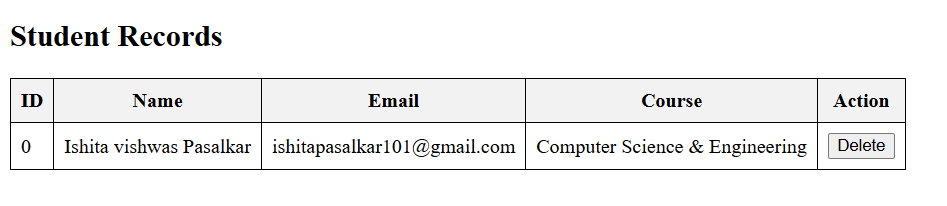 Student Records
ID Name Email Course Action
0 Ishita vishwas Pasalkar ishitapasalkar101@gmail.com Computer Science & Engineering Delete